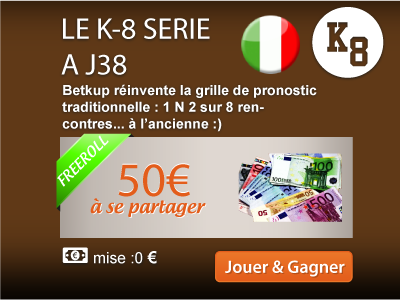 LE K-8 SERIE
A J38
K8
Betkup réinvente la grille de pronostic
traditionnelle : 1 N 2 sur 8 ren-
contres... à l'ancienne :)
FREEROLL
50€
à se partager
mise :0 €
Jouer & Gagner